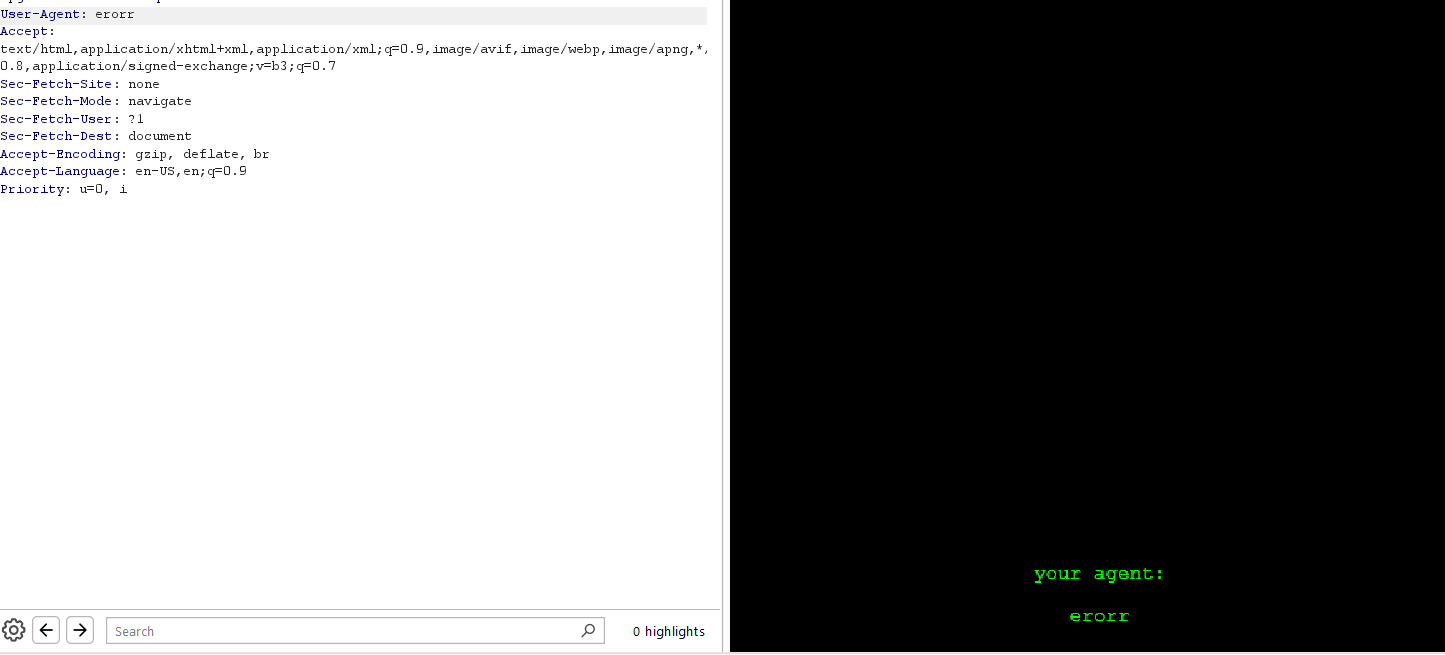 User-Agent: erorr
Accept:
text/html,application/xhtml+xml,application/xml;q=0.9,image/avif,image/webp,image/apng,*/
0.8,application/signed-exchange;v=b3;q=0.7
Sec-Fetch-Site: none
Sec-Fetch-Mode: navigate
Sec-Fetch-User: ?1
Sec-Fetch-Dest: document
Accept-Encoding: gzip, deflate, br
Accept-Language: en-US,en;q=0.9
Priority: u=0, i
Search
0 highlights
your agent:
erorr